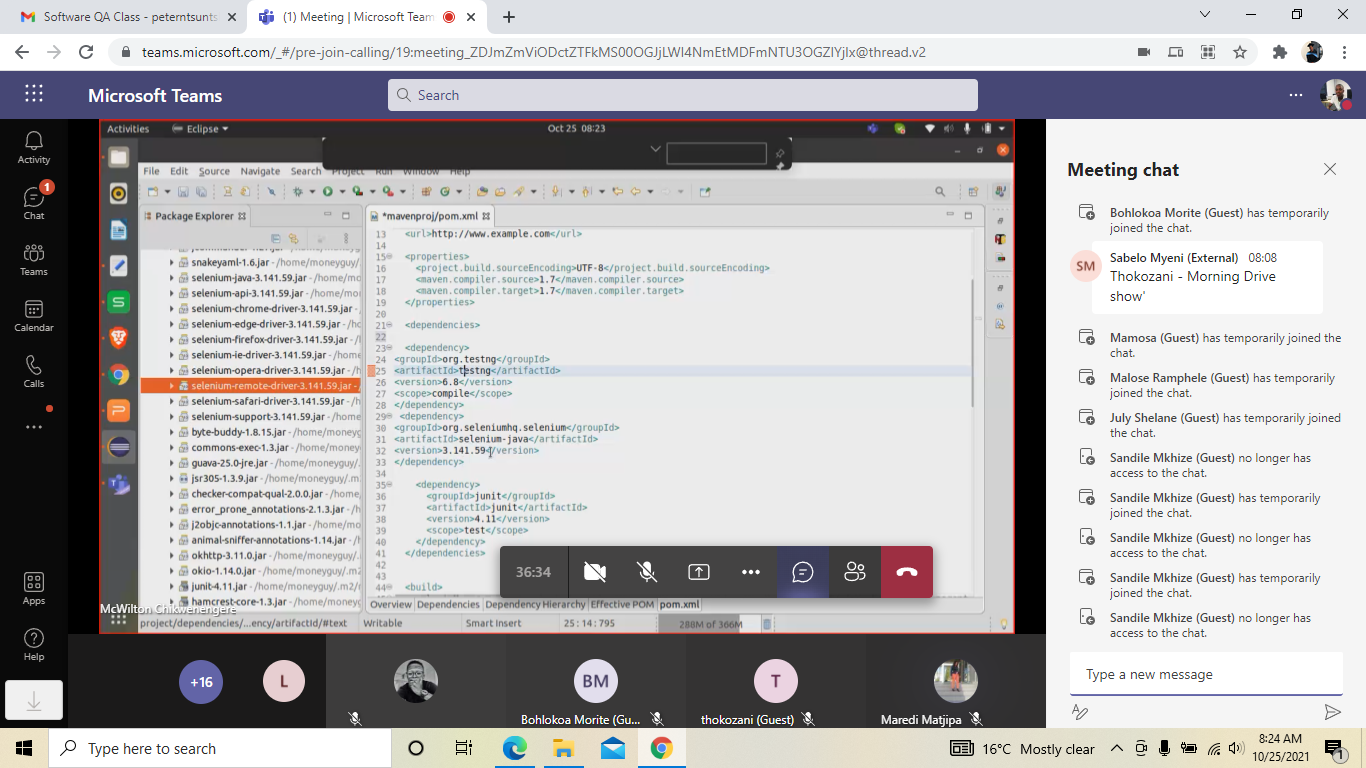 Software QA Class - peterntsunts
(1) Meeting | Microsoft Team
teams.microsoft.com/_#/pre-join-calling/19:meeting_ZDJmZmViODctZTFkMS00OGJjLWI4NmEtMDFmNTU3OGZlYjIx@thread.v2
Microsoft Teams
Search
Activity
Chat
1
Teams
Calendar
Calls
Apps
Help
Activities
Eclipse
Oct 25 08:23
File Edit Source Navigate Search Project Run Window Help
Package Explorer
snakeyaml-1.6.jar - /home/moneyguy/
selenium-java-3.141.59.jar - /home/
selenium-api-3.141.59.jar - /home/m
selenium-chrome-driver-3.141.59.jar
selenium-edge-driver-3.141.59.jar - /h
selenium-firefox-driver-3.141.59.jar
selenium-ie-driver-3.141.59.jar - /hom
selenium-opera-driver-3.141.59.jar - /
selenium-remote-driver-3.141.59.jar -
selenium-safari-driver-3.141.59.jar - /
selenium-support-3.141.59.jar - /hom
byte-buddy-1.8.15.jar - /home/money
commons-exec-1.3.jar - /home/money
guava-25.0-jre.jar - /home/moneyguy
jsr305-1.3.9.jar - /home/moneyguy/.m
checker-compat-qual-2.0.0.jar - /hom
error_prone_annotations-2.1.3.jar - /h
j2objc-annotations-1.1.jar - /home/m
animal-sniffer-annotations-1.14.jar - /
okhttp-3.11.0.jar - /home/moneyguy/
okio-1.14.0.jar - /home/moneyguy/.m
junit-4.11.jar - /home/moneyguy/.m2
hamcrest-core-1.3.jar - /home/money
McWilton Chikwenengere
*mavenproj/pom.xml
13 <url>http://www.example.com</url>
14
15 <properties>
16 <project.build.sourceEncoding>UTF-8</project.build.sourceEncoding>
17 <maven.compiler.source>1.7</maven.compiler.source>
18 <maven.compiler.target>1.7</maven.compiler.target>
19 </properties>
20
21 <dependencies>
22
23 <dependency>
24 <groupId>org.testng</groupId>
25 <artifactId>testng</artifactId>
26 <version>6.8</version>
27 <scope>compile</scope>
28 </dependency>
29 <dependency>
30 <groupId>org.seleniumhq.selenium</groupId>
31 <artifactId>selenium-java</artifactId>
32 <version>3.141.59</version>
33 </dependency>
34
35 <dependency>
36 <groupId>junit</groupId>
37 <artifactId>junit</artifactId>
38 <version>4.11</version>
39 <scope>test</scope>
40 </dependency>
41 </dependencies>
42
43
44 <build>
36:34
Overview Dependencies Dependency Hierarchy Effective POM pom.xml
project/dependencies/...ency/artifactId/#text
Writable
Smart Insert
25 : 14 : 795
288M of 366M
+16
L
BM
Bohlokoa Morite (Gu...
T
thokozani (Guest)
Maredi Matjipa
Meeting chat
Bohlokoa Morite (Guest) has temporarily
joined the chat.
SM
Sabelo Myeni (External) 08:08
Thokozani - Morning Drive
show'
Mamosa (Guest) has temporarily joined the
chat.
Malose Ramphele (Guest) has temporarily
joined the chat.
July Shelane (Guest) has temporarily joined
the chat.
Sandile Mkhize (Guest) no longer has
access to the chat.
Sandile Mkhize (Guest) has temporarily
joined the chat.
Sandile Mkhize (Guest) no longer has
access to the chat.
Sandile Mkhize (Guest) has temporarily
joined the chat.
Sandile Mkhize (Guest) no longer has
access to the chat.
Type a new message
Type here to search
16°C Mostly clear
8:24 AM
10/25/2021
1